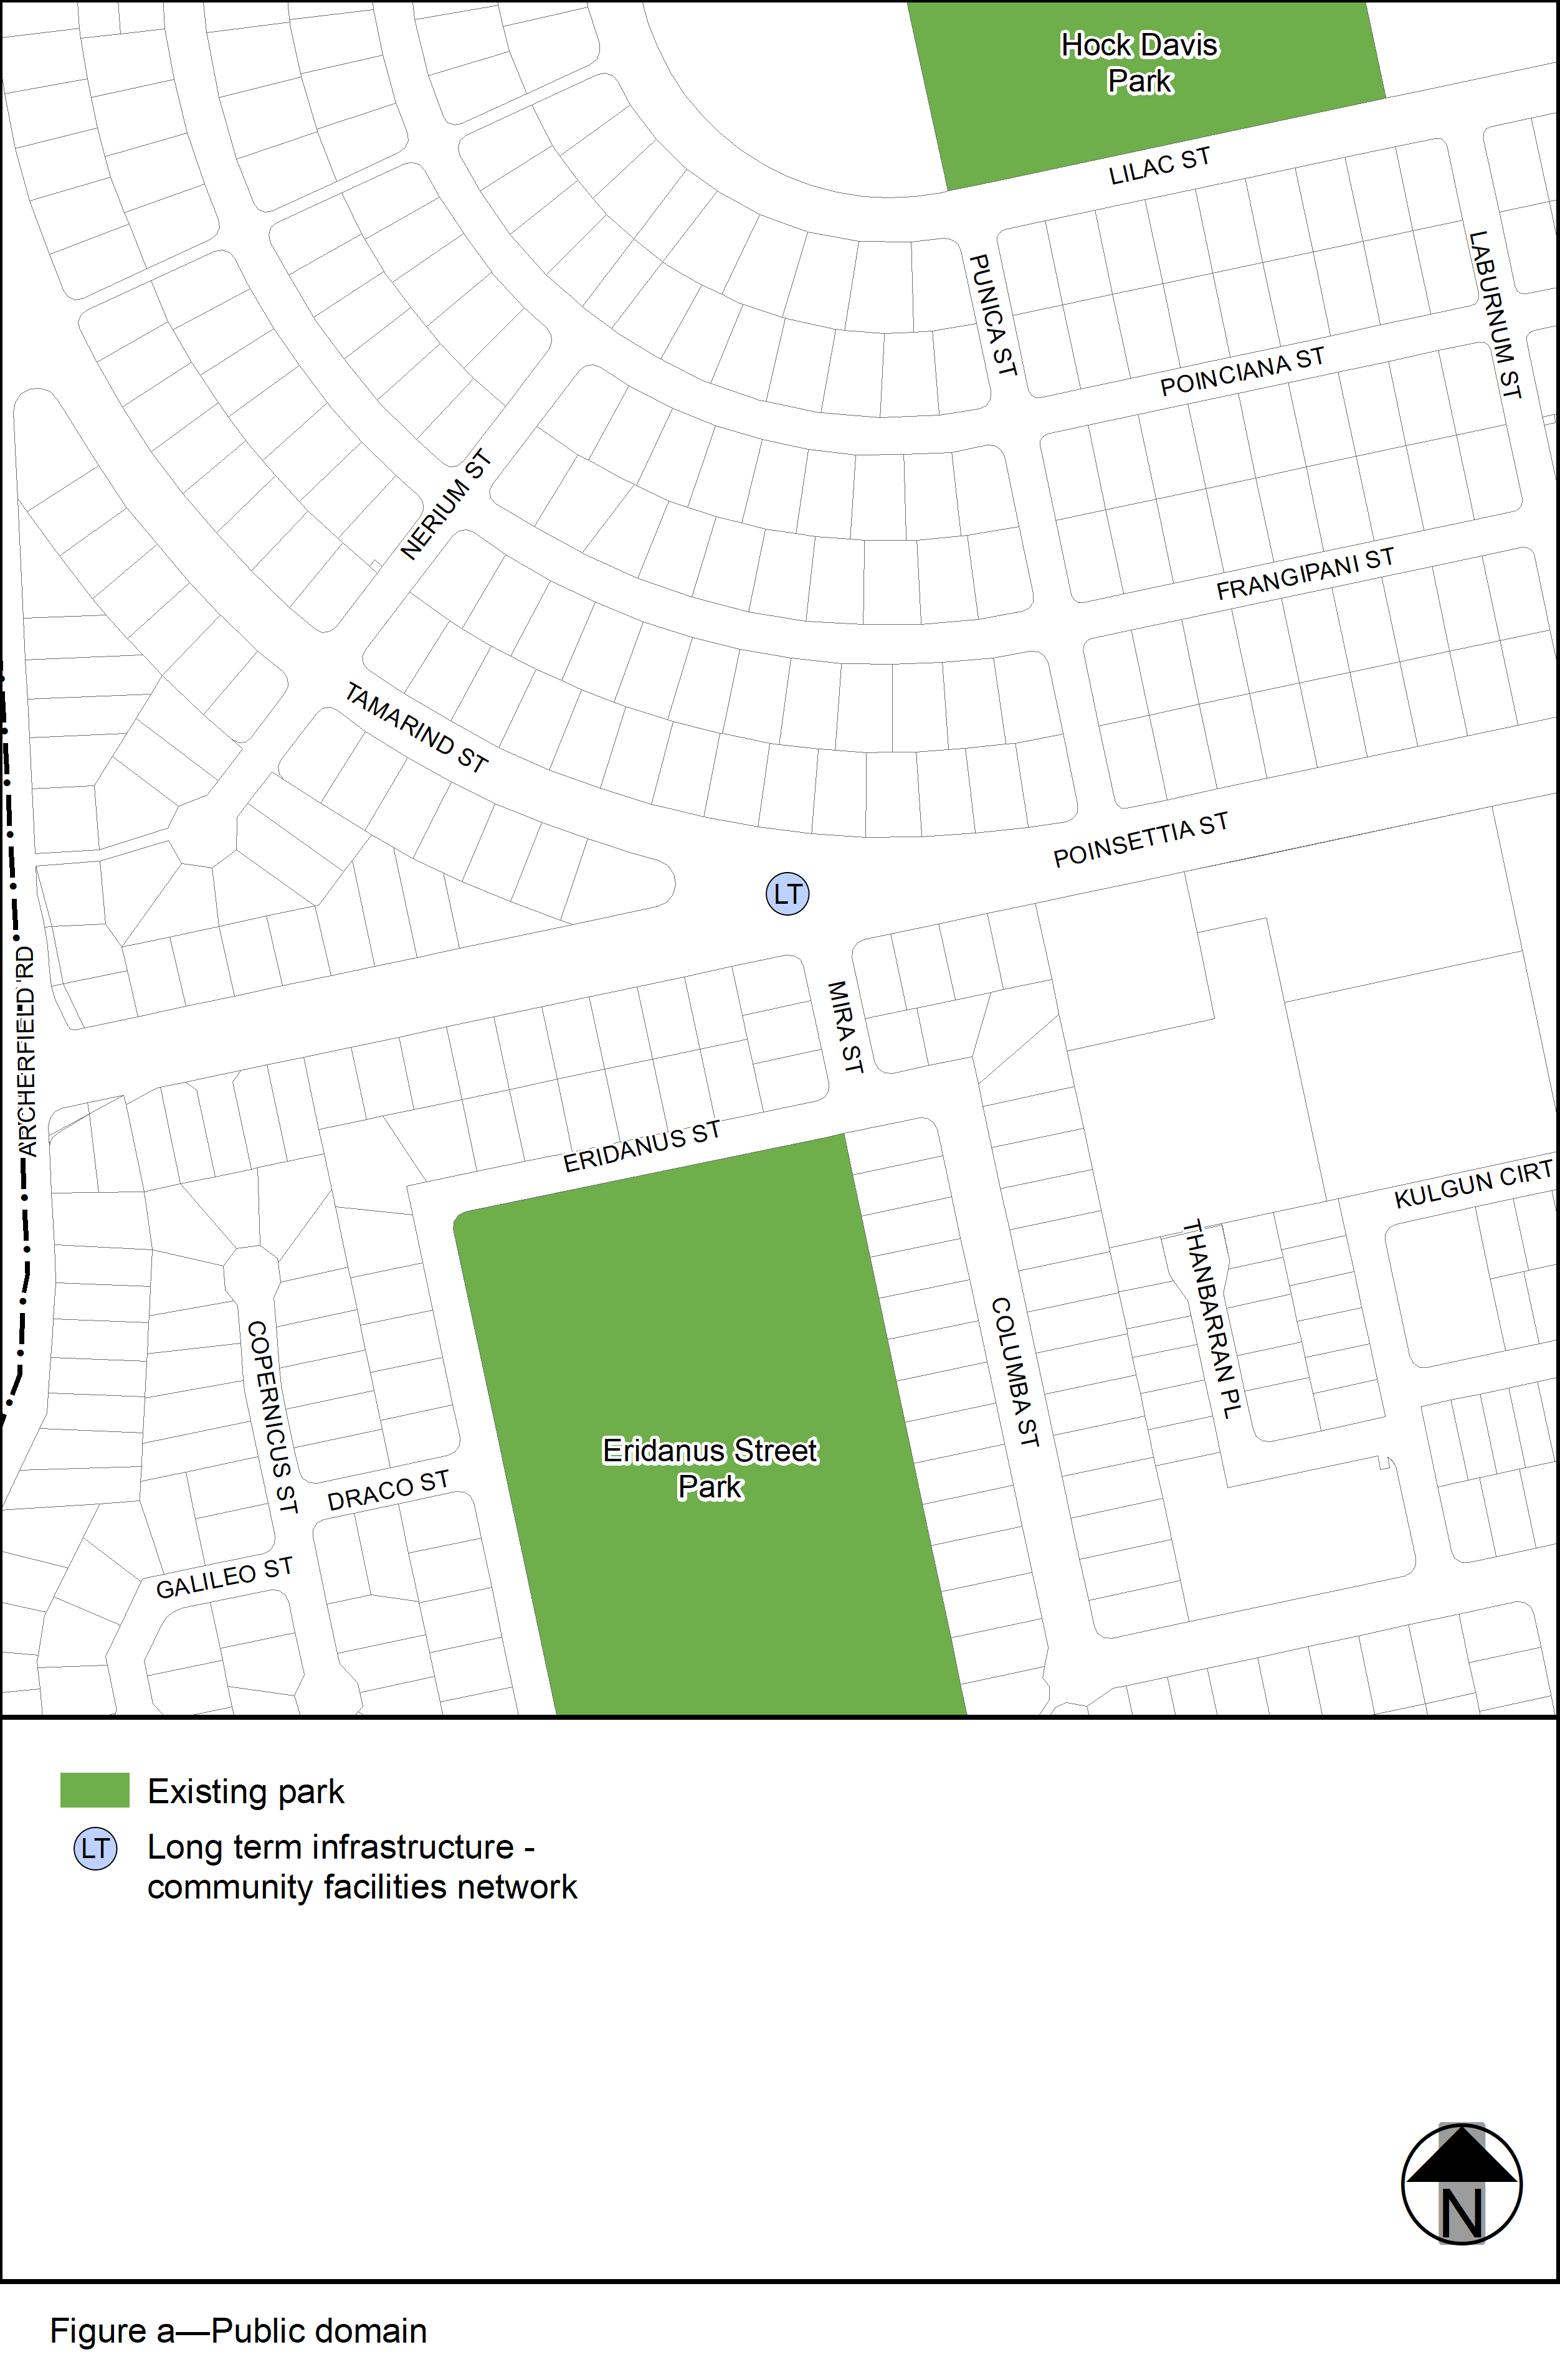 Hock Davis
Park
LILAC ST
PUNICA ST
LABURNUM ST
POINCIANA ST
NERIUM ST
FRANGIPANI ST
TAMARIND ST
POINSETTIA ST
LT
ARCHERFIELD RD
MIRA ST
ERIDANUS ST
KULGUN CIRT
THANBARRAN PL
COPERNICUS ST
COLUMBA ST
Eridanus Street
Park
DRACO ST
GALILEO ST
Existing park
LT
Long term infrastructure -
community facilities network
N
Figure a—Public domain